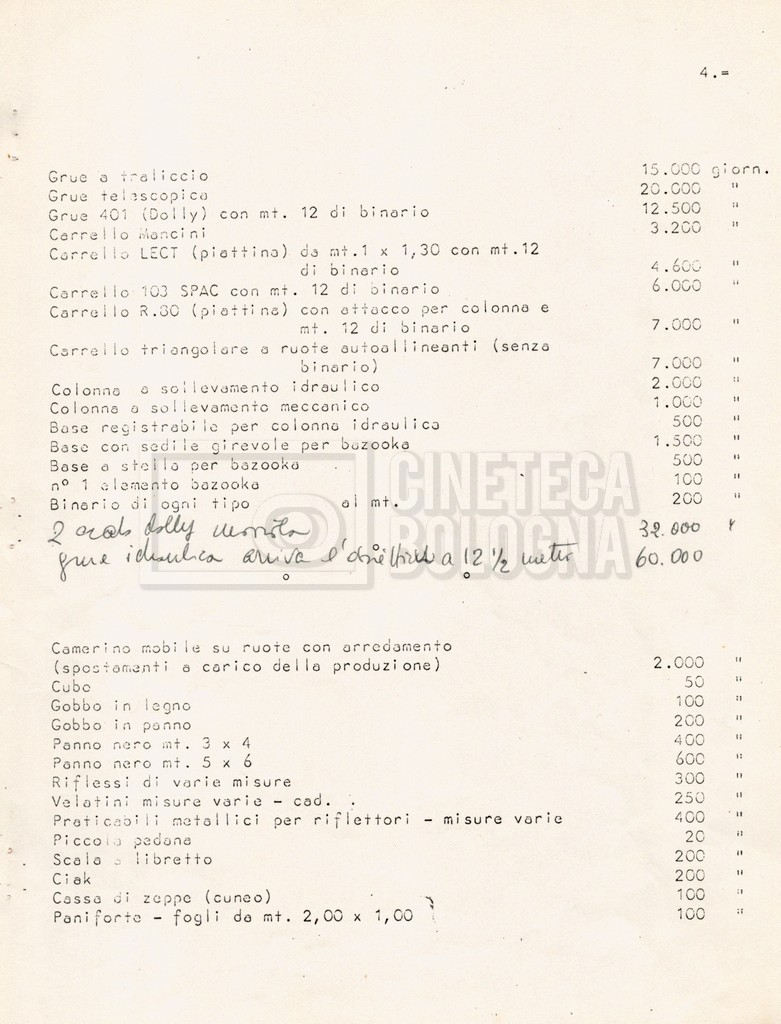 4.=
Grue a traliccio 15.000 giorn.
Grue telescopica 20.000 "
Grue 401 (Dolly) con mt. 12 di binario 12.500 "
Carrello Mancini 3.200 "
Carrello LECT (piattina) da mt.1 x 1,30 con mt.12
di binario 4.600 "
Carrello 103 SPAC con mt. 12 di binario 6.000 "
Carrello R.30 (piattina) con attacco per colonna e
mt. 12 di binario 7.000 "
Carrello triangolare a ruote autoallineanti (senza
binario) 7.000 "
Colonna a sollevamento idraulico 2.000 "
Colonna a sollevamento meccanico 1.000 "
Base registrabile per colonna idraulica 500 "
Base con sedile girevole per bazooka 1.500 "
Base a stella per bazooka 500 "
nº 1 elemento bazooka 100 "
Binario di ogni tipo al mt. 200 "
2 dolly 32.000 "
grue idraulica arriva a 12 ½ metri 60.000
CINETECA
BOLOGNA
Camerino mobile su ruote con arredamento
(spostamenti a carico della produzione) 2.000 "
Cubo 50 "
Gobbo in legno 100 "
Gobbo in panno 200 "
Panno nero mt. 3 x 4 400 "
Panno nero mt. 5 x 6 600 "
Riflessi di varie misure 300 "
Velatini misure varie - cad. . 250 "
Praticabili metallici per riflettori - misure varie 400 "
Piccola pedana 20 "
Scala a libretto 200 "
Ciak 200 "
Cassa di zeppe (cuneo) 100 "
Paniforte - fogli da mt. 2,00 x 1,00 100 "